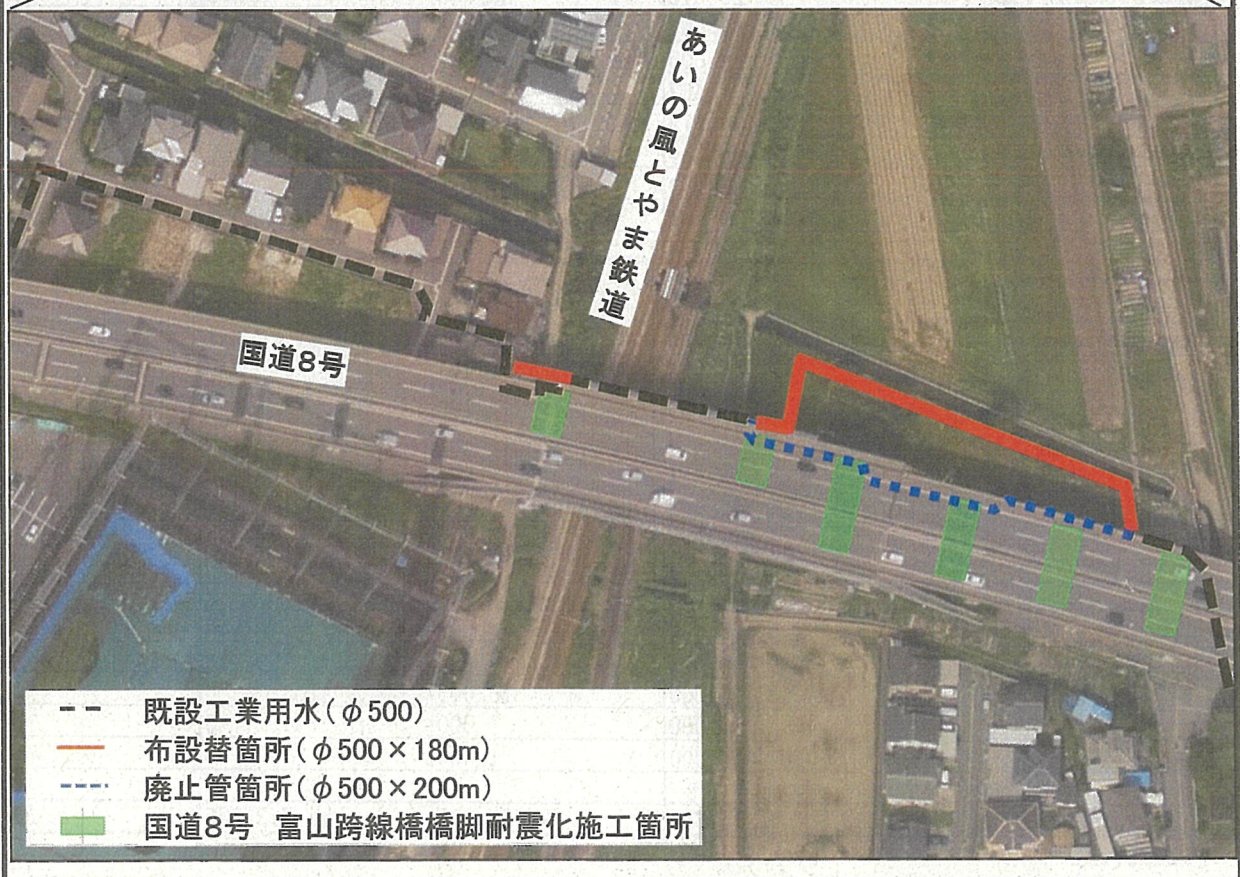 あいの風とやま鉄道
国道8号
既設工業用水(φ500)
布設替箇所(φ500×180m)
廃止管箇所(φ500×200m)
国道8号 富山跨線橋橋脚耐震化施工箇所